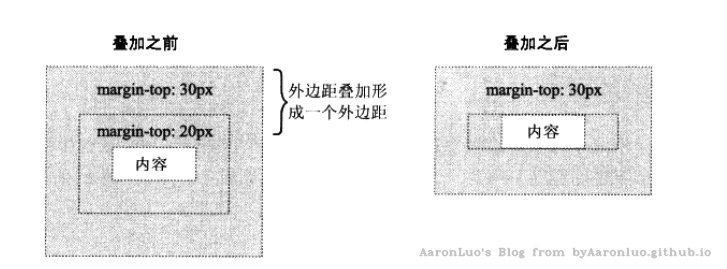 叠加之前
margin-top: 30px
margin-top: 20px
内容
外边距叠加形
成一个外边距
叠加之后
margin-top: 30px
内容
AaronLuo's Blog from byAaronluo.github.io